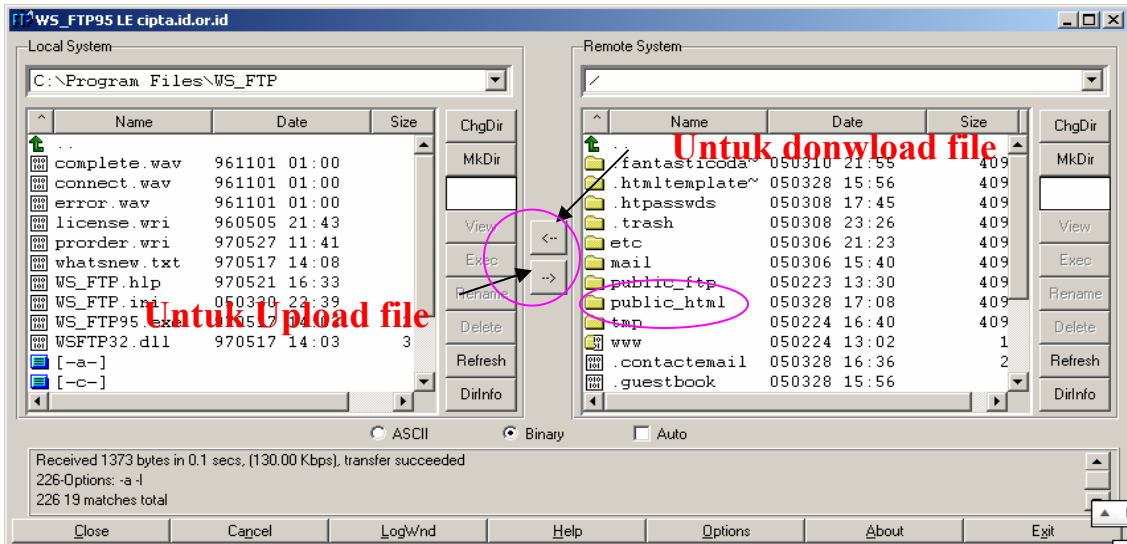 WS_FTP95 LE cipta.id.or.id
Local System
C:\Program Files\WS_FTP
^ Name Date Size
..
complete.wav 961101 01:00
connect.wav 961101 01:00
error.wav 961101 01:00
license.wri 960505 21:43
prorder.wri 970527 11:41
whatsnew.txt 970517 14:08
WS_FTP.hlp 970521 16:33
WS_FTP.ini 050330 22:39
WS_FTP95.exe 970517 14:03
WSFTP32.dll 970517 14:03 3
[-a-]
[-c-]
Untuk Upload file
ChgDir
MkDir
View
Exec
Rename
Delete
Refresh
DirInfo
<--
-->
Remote System
/
^ Name Date Size
..
Untuk donwload file
.fantasticoda~ 050310 21:55 409
.htmltemplate~ 050328 15:56 409
.htpasswds 050308 17:45 409
.trash 050308 23:26 409
etc 050306 21:23 409
mail 050306 15:40 409
public_ftp 050223 13:30 409
public_html 050328 17:08 409
tmp 050224 16:40 409
www 050224 13:02 1
.contactemail 050328 16:36 2
.guestbook 050328 15:56
ChgDir
MkDir
View
Exec
Rename
Delete
Refresh
DirInfo
ASCII Binary Auto
Received 1373 bytes in 0.1 secs, (130.00 Kbps), transfer succeeded
226-Options: -a -l
226 19 matches total
Close Cancel LogWnd Help Options About Exit